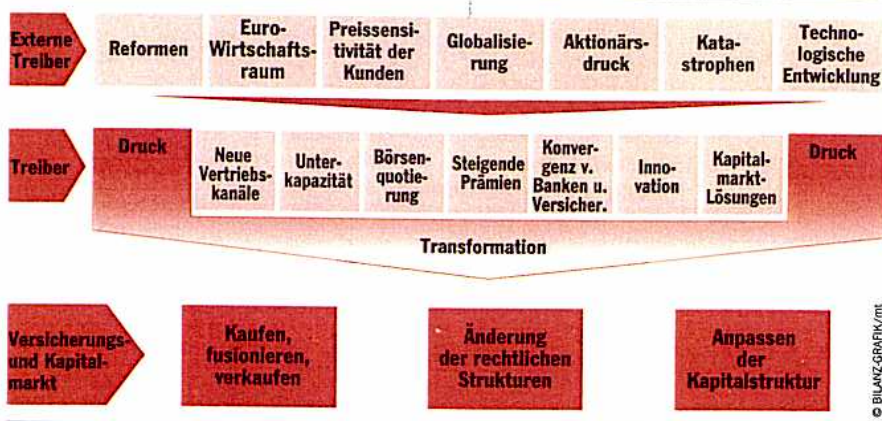 Externe
Treiber
Reformen
Euro-
Wirtschafts-
raum
Preissensi-
tivität der
Kunden
Globalisie-
rung
Aktionärs-
druck
Kata-
strophen
Techno-
logische
Entwicklung
Treiber
Druck
Neue
Vertriebs-
kanäle
Unter-
kapazität
Börsen-
quotie-
rung
Steigende
Prämien
Konver-
genz v.
Banken u.
Versicher.
Inno-
vation
Kapital-
markt-
Lösungen
Druck
Transformation
Versicherungs-
und Kapital-
markt
Kaufen,
fusionieren,
verkaufen
Änderung
der rechtlichen
Strukturen
Anpassen
der
Kapitalstruktur
© BILANZ-GRAFIK/mt